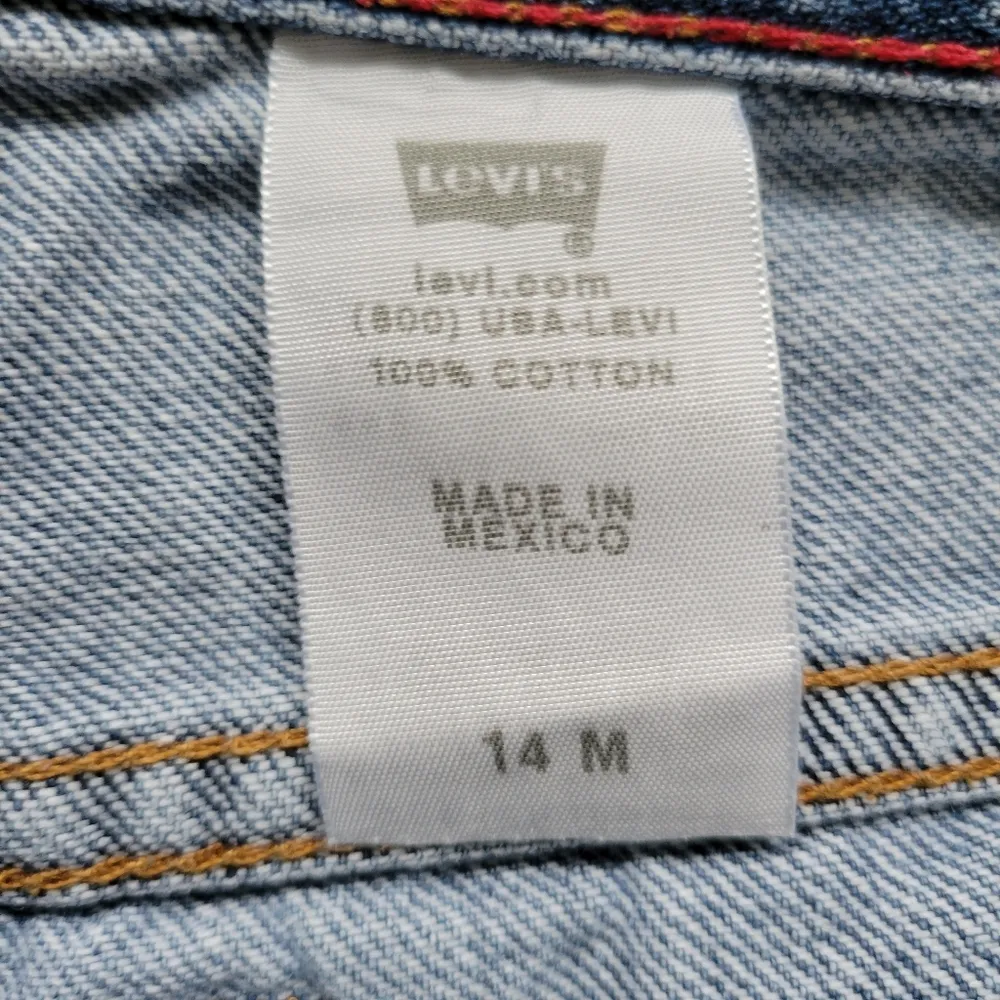 LEVI'S
®
levi.com
(800) USA-LEVI
100% COTTON
MADE IN
MEXICO
14 M